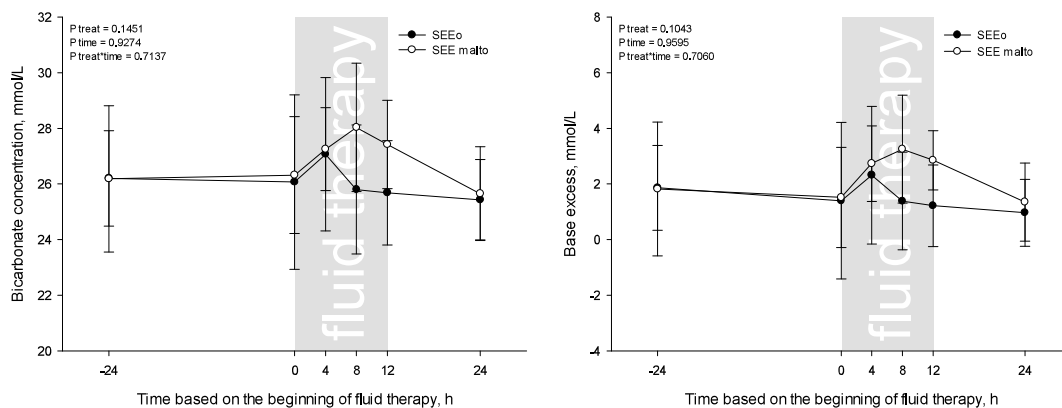 32
30
28
26
24
22
20
Bicarbonate concentration, mmol/L
P treat = 0.1451
P time = 0.9274
P treat*time = 0.7137
SEEo
SEE malto
fluid therapy
-24
0
4
8
12
24
Time based on the beginning of fluid therapy, h
8
6
4
2
0
-2
-4
Base excess, mmol/L
P treat = 0.1043
P time = 0.9595
P treat*time = 0.7060
SEEo
SEE malto
fluid therapy
-24
0
4
8
12
24
Time based on the beginning of fluid therapy, h